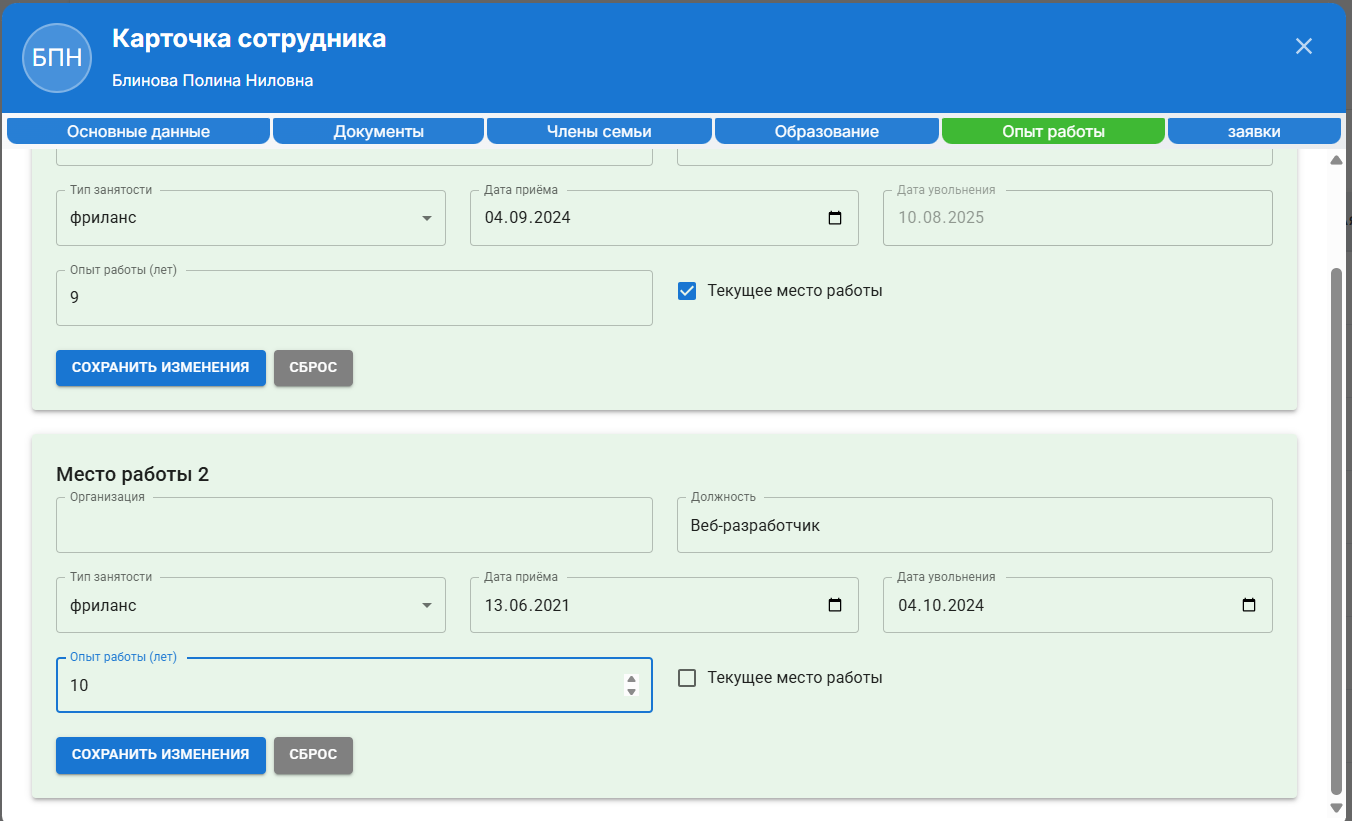 БПН
Карточка сотрудника
Блинова Полина Ниловна
Основные данные Документы Члены семьи Образование Опыт работы заявки
Тип занятости Дата приёма Дата увольнения
фриланс 04.09.2024 10.08.2025
Опыт работы (лет)
9 Текущее место работы
СОХРАНИТЬ ИЗМЕНЕНИЯ СБРОС
Место работы 2
Организация Должность
Веб-разработчик
Тип занятости Дата приёма Дата увольнения
фриланс 13.06.2021 04.10.2024
Опыт работы (лет)
10 Текущее место работы
СОХРАНИТЬ ИЗМЕНЕНИЯ СБРОС